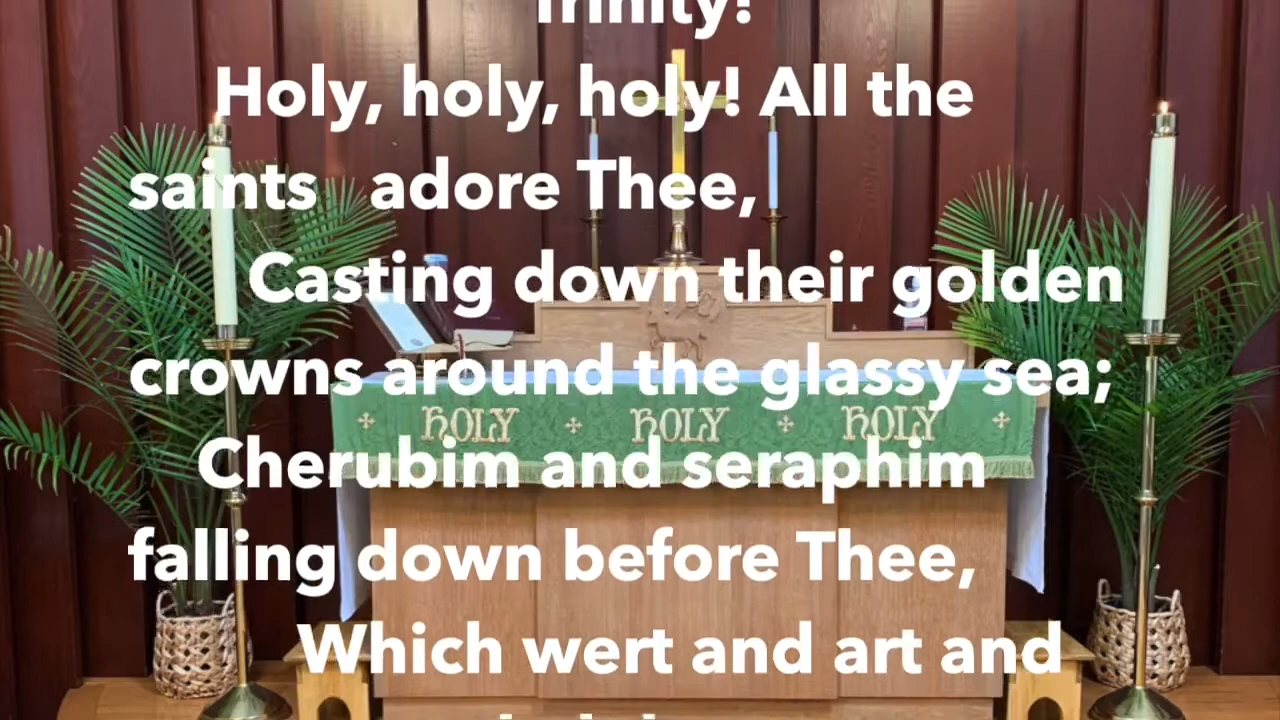 Trinity!
Holy, holy, holy! All the
saints adore Thee,
Casting down their golden
crowns around the glassy sea;
HOLY HOLY HOLY
Cherubim and seraphim
falling down before Thee,
Which wert and art and